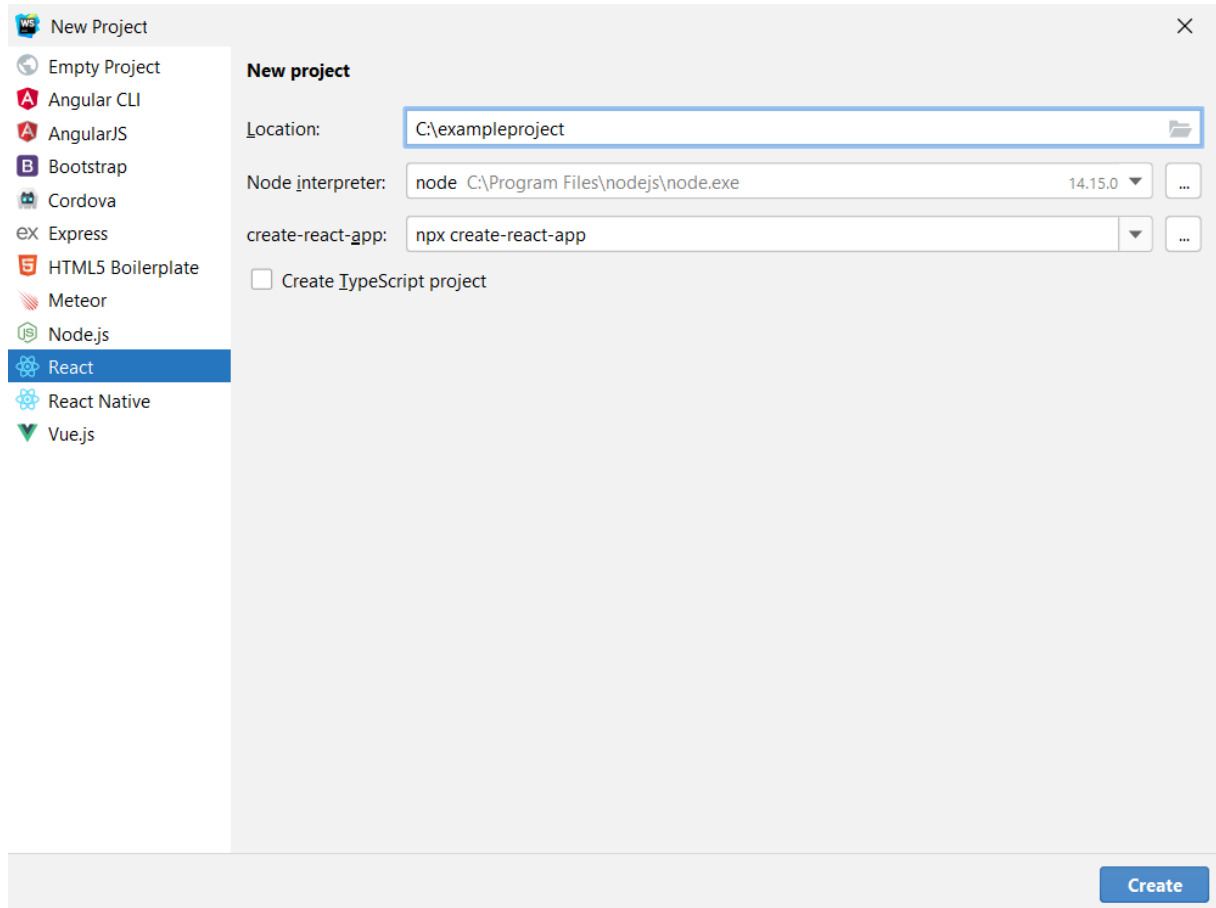 New Project
Empty Project
Angular CLI
AngularJS
Bootstrap
Cordova
ex Express
HTML5 Boilerplate
Meteor
Node.js
React
React Native
Vue.js
New project
Location: C:\exampleproject
Node interpreter: node C:\Program Files\nodejs\node.exe 14.15.0 ...
create-react-app: npx create-react-app ...
Create TypeScript project
Create